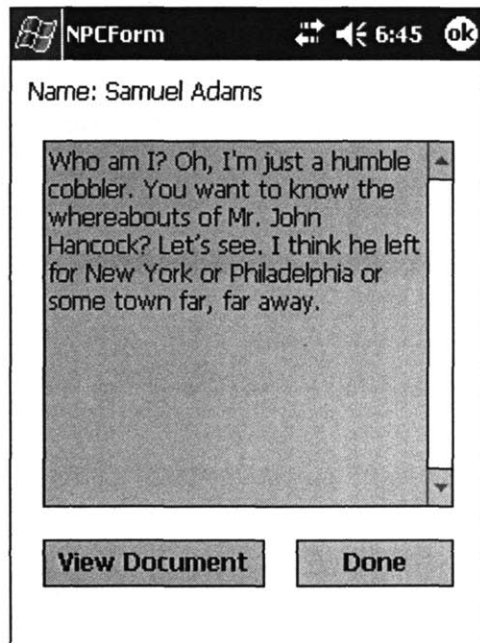 NPCForm 6:45 ok
Name: Samuel Adams
Who am I? Oh, I'm just a humble
cobbler. You want to know the
whereabouts of Mr. John
Hancock? Let's see. I think he left
for New York or Philadelphia or
some town far, far away.
View Document Done